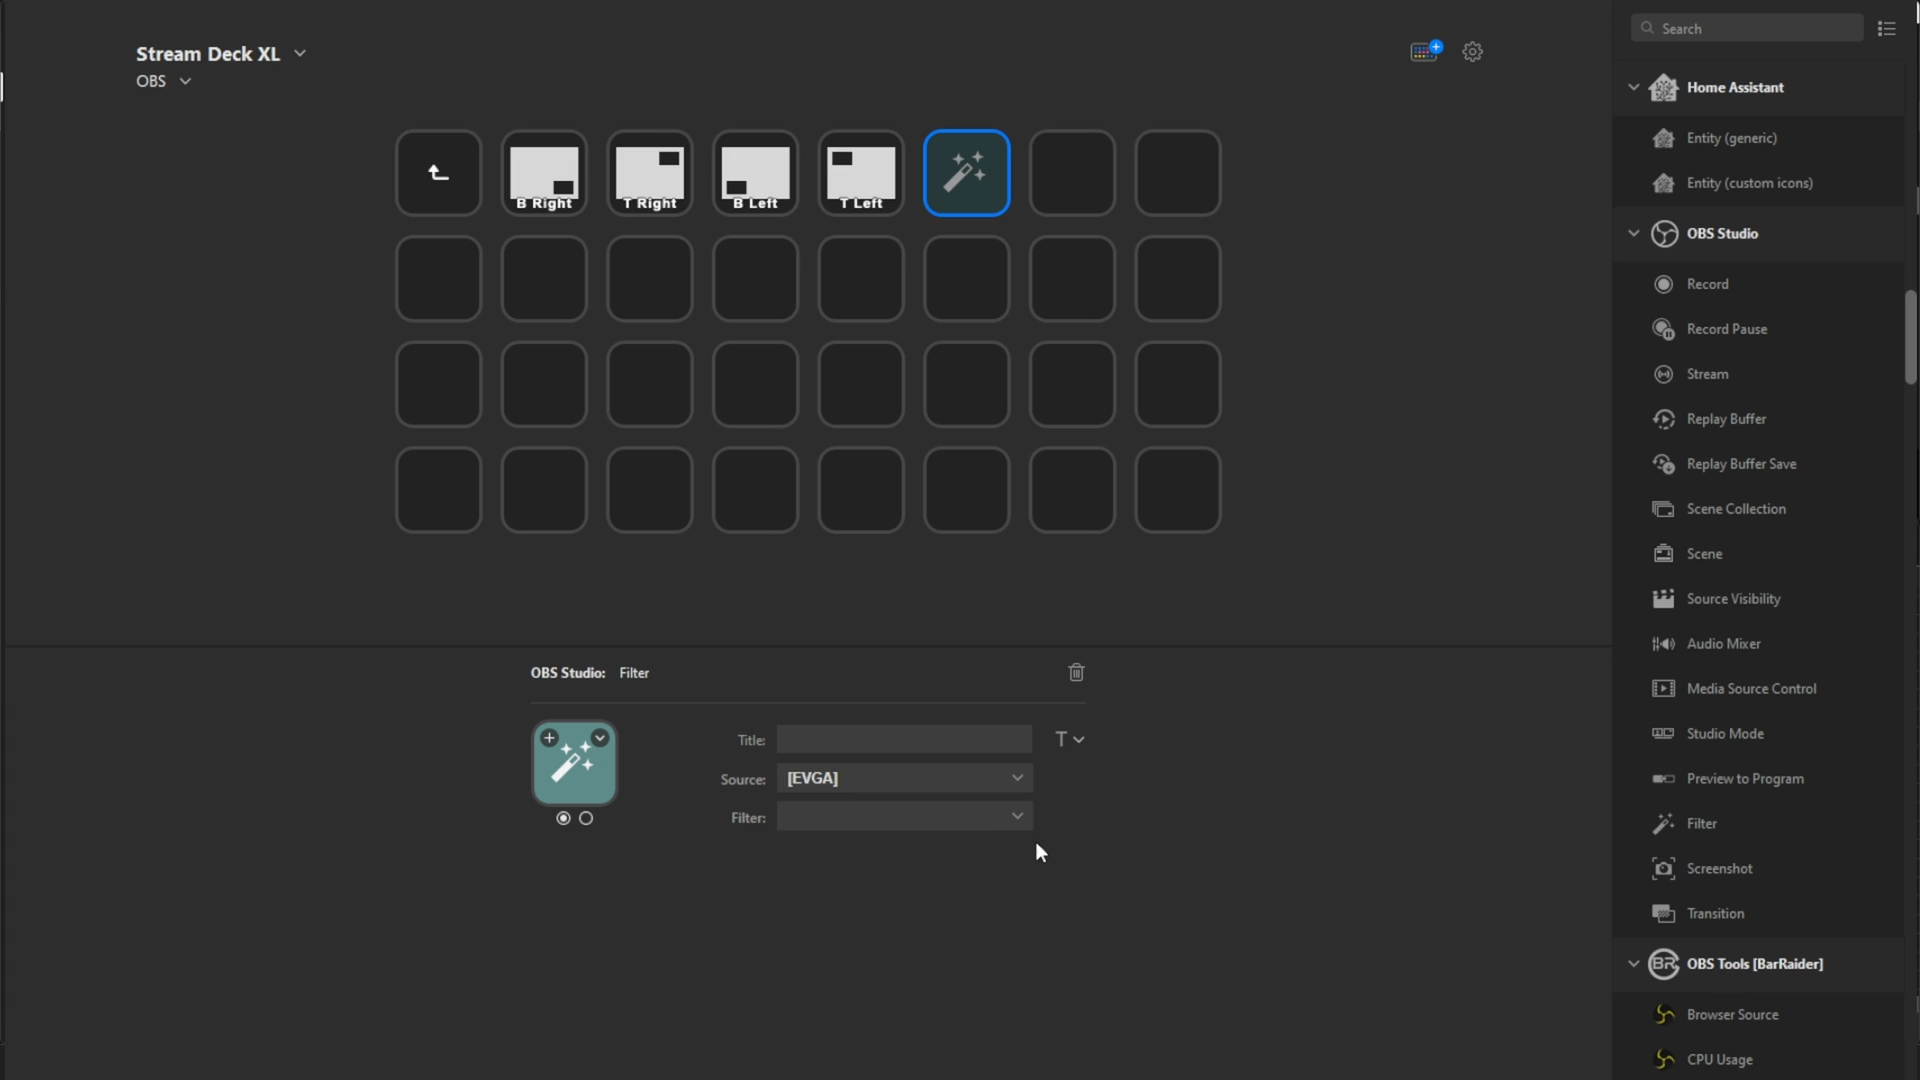 Stream Deck XL
OBS
B Right
T Right
B Left
T Left
OBS Studio: Filter
Title:
T
Source: [EVGA]
Filter:
Search
Home Assistant
Entity (generic)
Entity (custom icons)
OBS Studio
Record
Record Pause
Stream
Replay Buffer
Replay Buffer Save
Scene Collection
Scene
Source Visibility
Audio Mixer
Media Source Control
Studio Mode
Preview to Program
Filter
Screenshot
Transition
BR OBS Tools [BarRaider]
Browser Source
CPU Usage